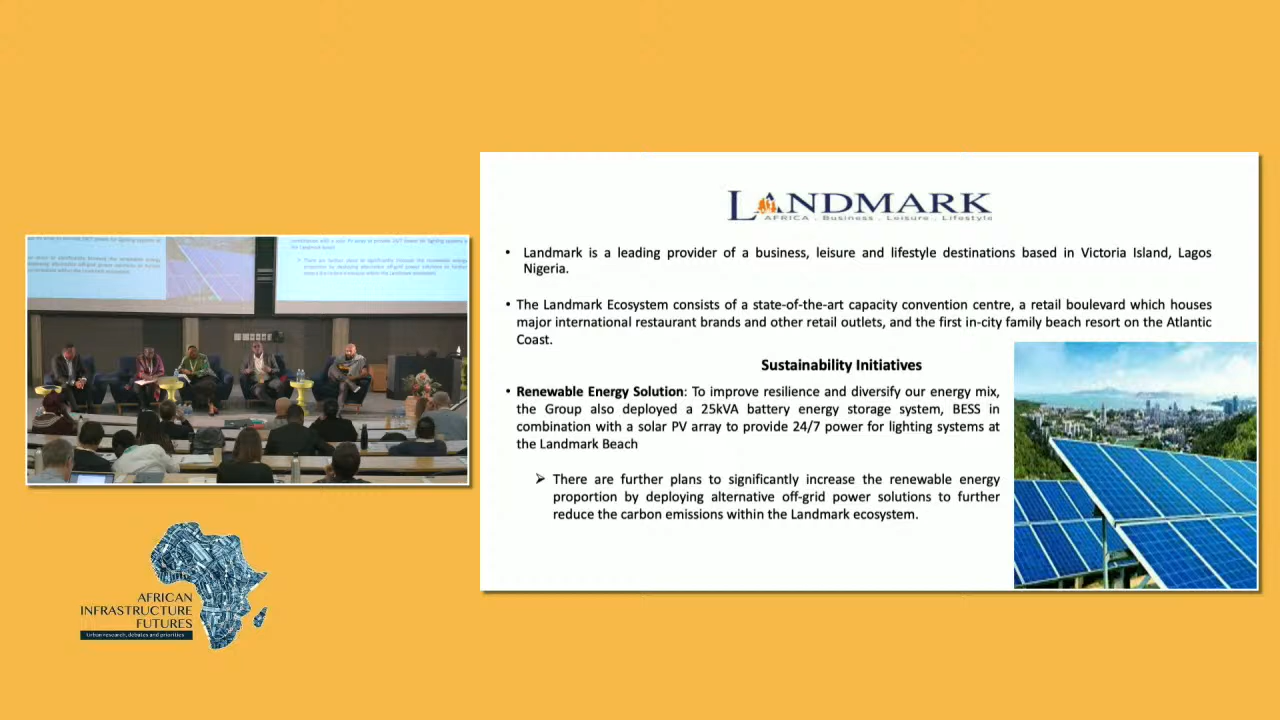 LANDMARK
AFRICA . Business . Leisure . Lifestyle
• Landmark is a leading provider of a business, leisure and lifestyle destinations based in Victoria Island, Lagos
Nigeria.
• The Landmark Ecosystem consists of a state-of-the-art capacity convention centre, a retail boulevard which houses
major international restaurant brands and other retail outlets, and the first in-city family beach resort on the Atlantic
Coast.
Sustainability Initiatives
• Renewable Energy Solution: To improve resilience and diversify our energy mix,
the Group also deployed a 25kVA battery energy storage system, BESS in
combination with a solar PV array to provide 24/7 power for lighting systems at
the Landmark Beach
➢ There are further plans to significantly increase the renewable energy
proportion by deploying alternative off-grid power solutions to further
reduce the carbon emissions within the Landmark ecosystem.
AFRICAN
INFRASTRUCTURE
FUTURES
Urban research, debates and priorities